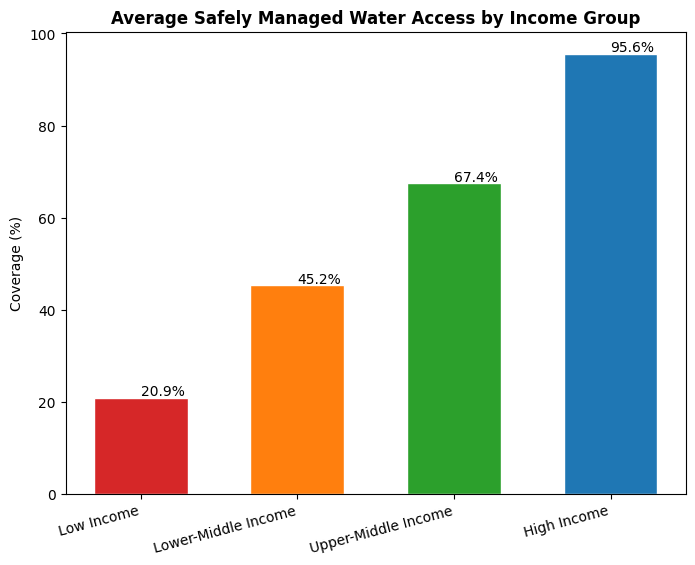 Average Safely Managed Water Access by Income Group
Coverage (%)
100
80
60
40
20
0
20.9%
45.2%
67.4%
95.6%
Low Income
Lower-Middle Income
Upper-Middle Income
High Income